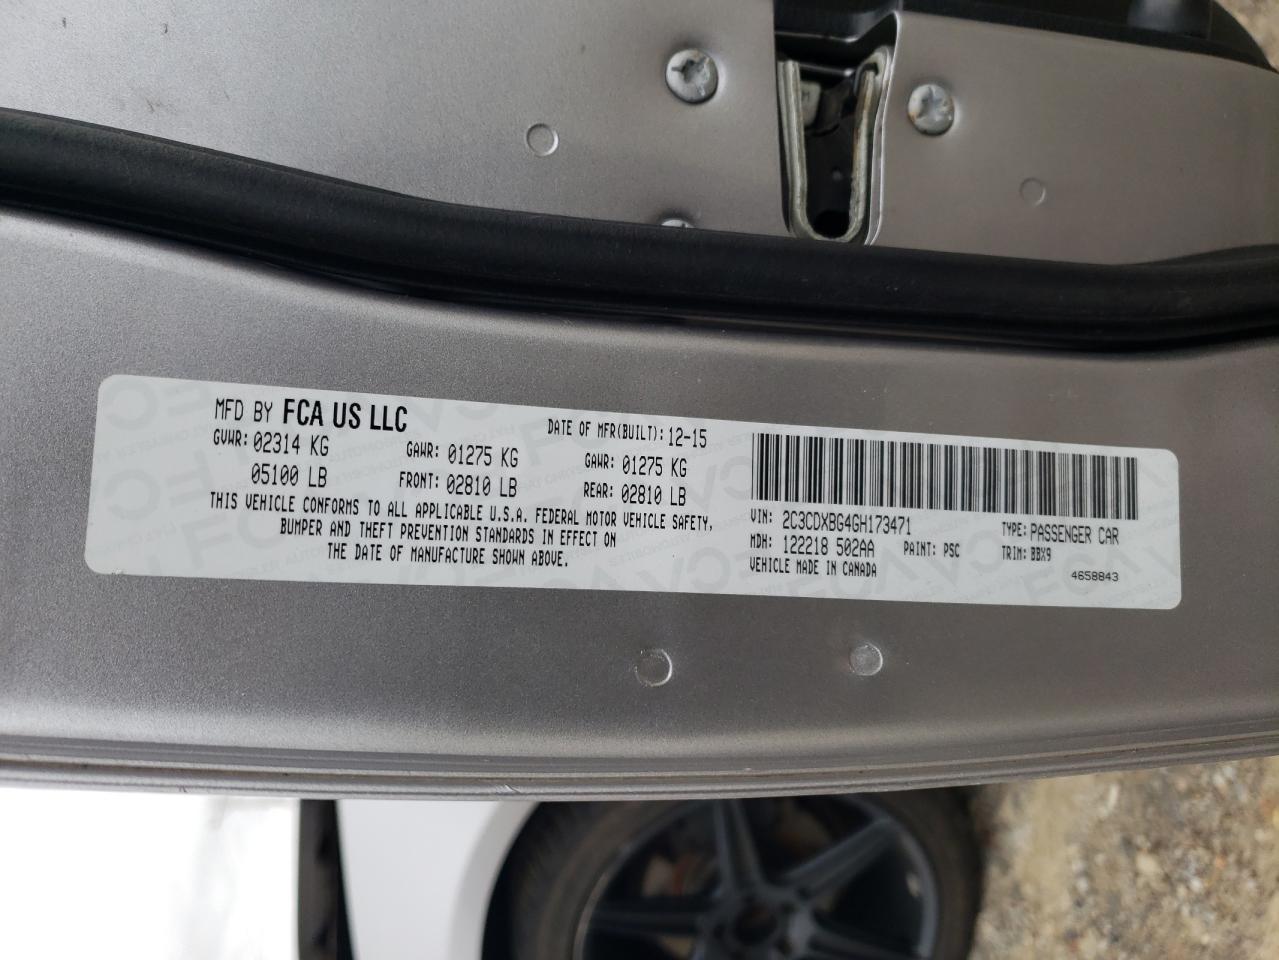 MFD BY FCA US LLC
DATE OF MFR(BUILT): 12-15
GVWR: 02314 KG
GAWR: 01275 KG
GAWR: 01275 KG
05100 LB
FRONT: 02810 LB
REAR: 02810 LB
THIS VEHICLE CONFORMS TO ALL APPLICABLE U.S.A. FEDERAL MOTOR VEHICLE SAFETY,
BUMPER AND THEFT PREVENTION STANDARDS IN EFFECT ON
THE DATE OF MANUFACTURE SHOWN ABOVE.
VIN: 2C3CDXBG4GH173471
TYPE: PASSENGER CAR
MDH: 122218 502AA
PAINT: PSC
TRIM: BBX9
VEHICLE MADE IN CANADA
4658843